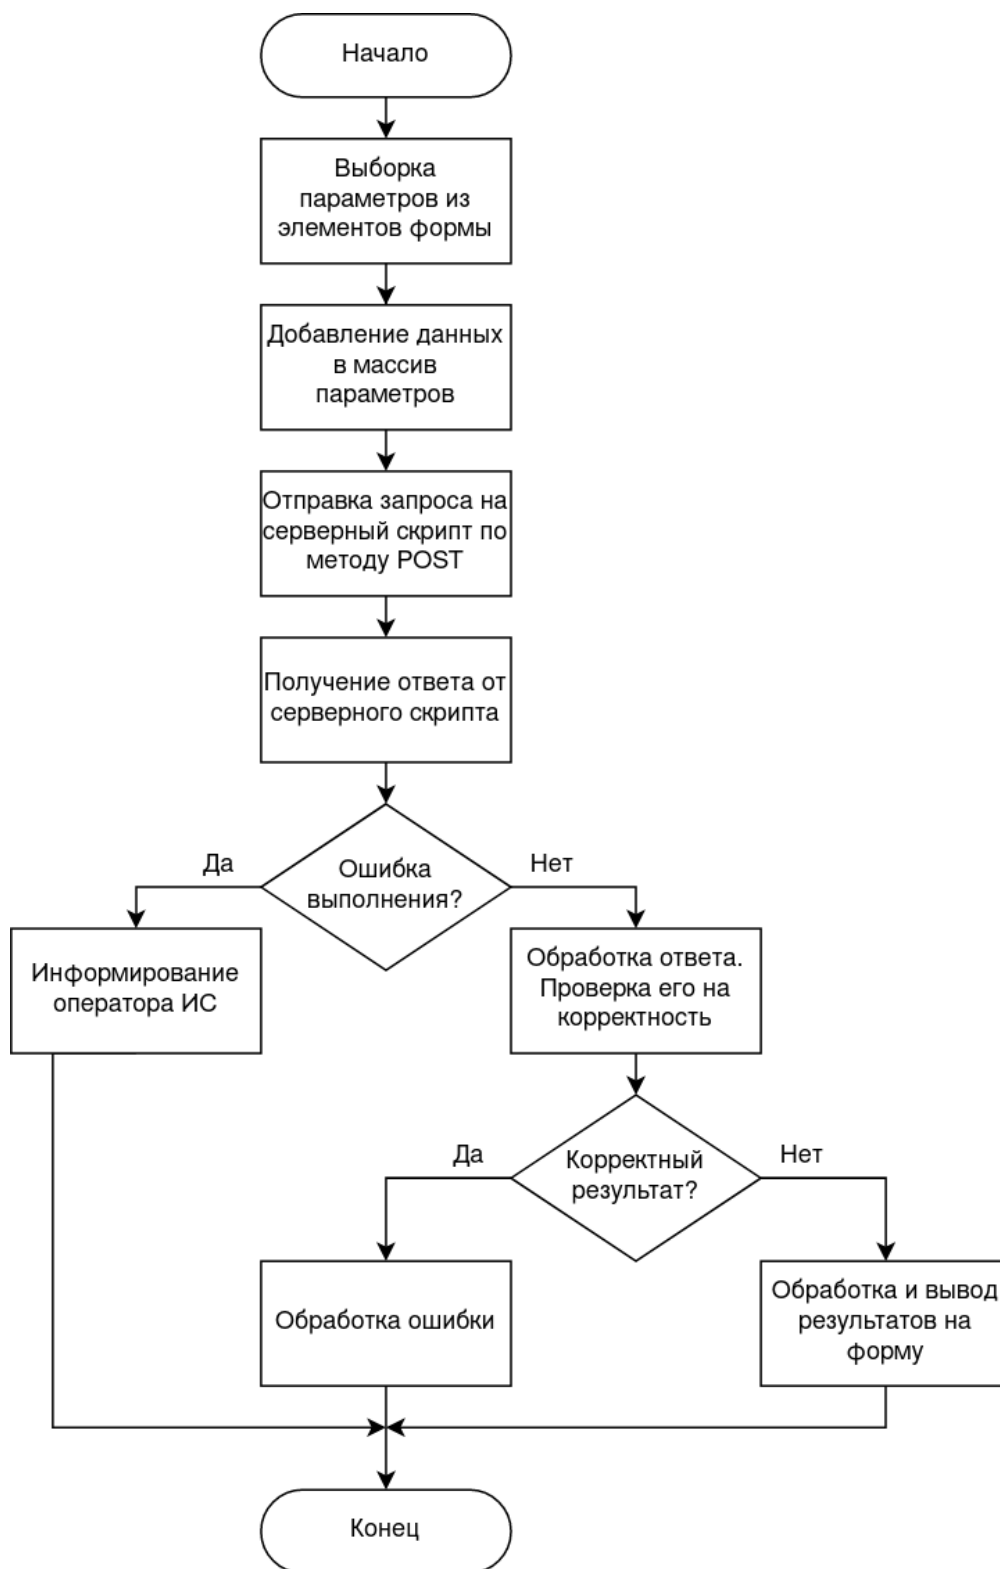 Начало
Выборка
параметров из
элементов формы
Добавление данных
в массив
параметров
Отправка запроса на
серверный скрипт по
методу POST
Получение ответа от
серверного скрипта
Да
Ошибка
выполнения?
Нет
Информирование
оператора ИС
Обработка ответа.
Проверка его на
корректность
Да
Корректный
результат?
Нет
Обработка ошибки
Обработка и вывод
результатов на
форму
Конец